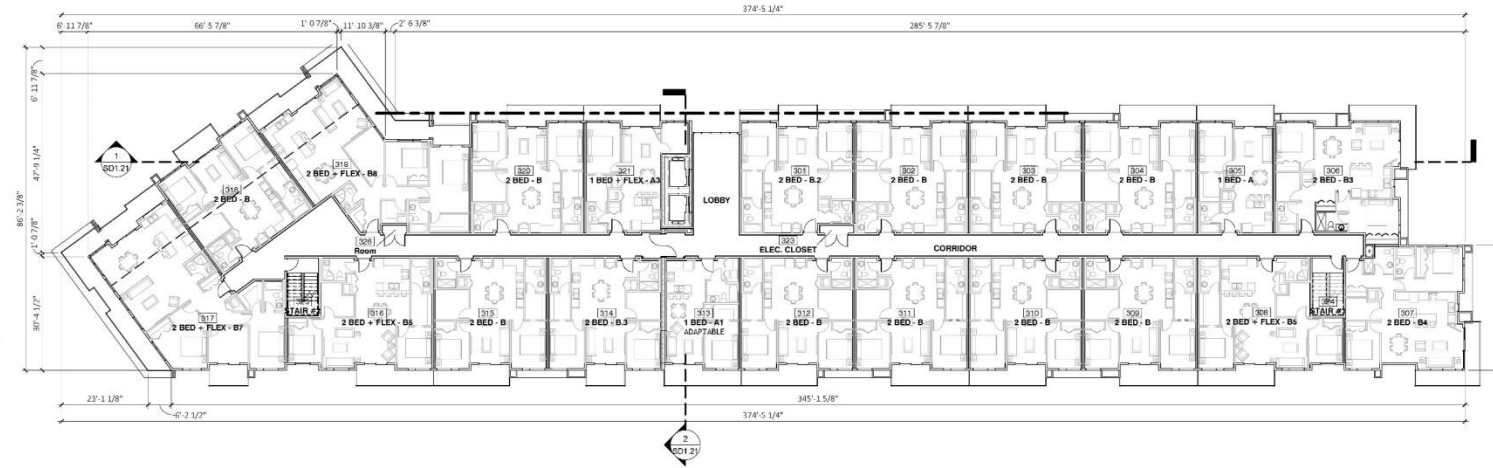 374'-5 1/4"
6'-11 7/8"
66'-5 7/8"
1'-0 7/8"
11'-10 3/8"
2'-6 3/8"
285'-5 7/8"
86'-2 3/8"
6'-11 7/8"
47'-9 1/4"
1'-0 7/8"
30'-4 1/2"
1
SD1.21
319
2 BED + FLEX - B8
320
2 BED - B
321
1 BED + FLEX - A3
LOBBY
301
2 BED - B.2
302
2 BED - B
303
2 BED - B
304
2 BED - B
305
1 BED - A
306
2 BED - B3
2 BED - B
326
Room
323
ELEC. CLOSET
CORRIDOR
317
2 BED + FLEX - B7
STAIR #2
316
2 BED + FLEX - B5
315
2 BED - B
314
2 BED - B.3
313
1 BED - A1
ADAPTABLE
312
2 BED - B
311
2 BED - B
310
2 BED - B
309
2 BED - B
308
2 BED + FLEX - B5
324
307
2 BED - B4
23'-1 1/8"
6'-2 1/2"
345'-1 5/8"
374'-5 1/4"
2
SD1.21